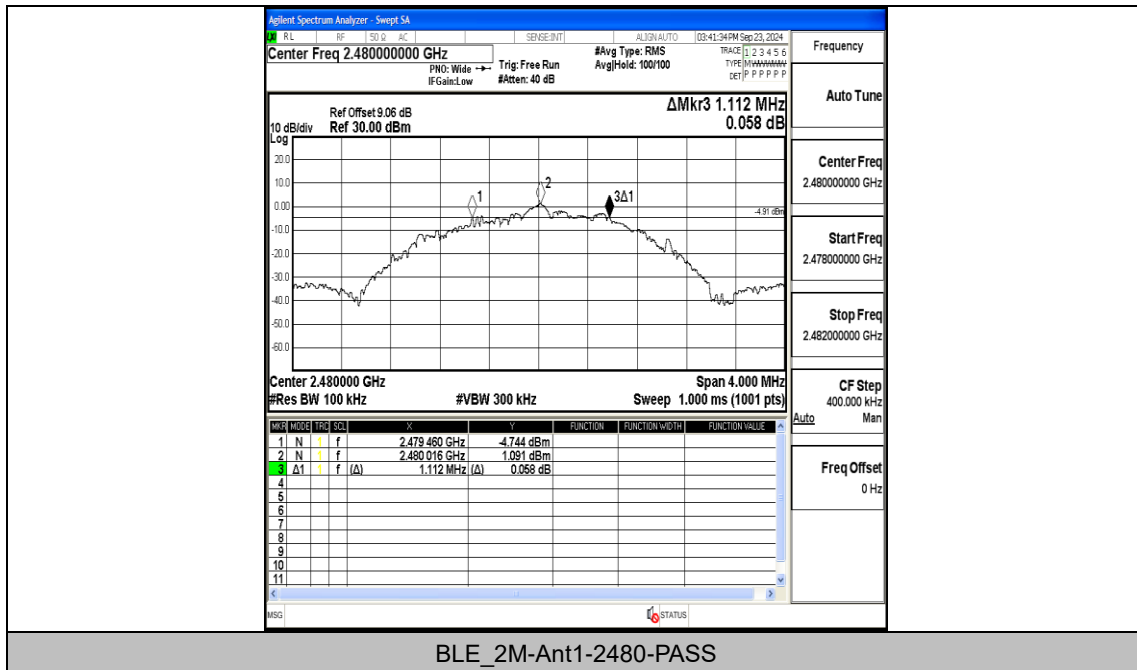 Agilent Spectrum Analyzer - Swept SA
RL RF 50 Ω AC SENSE:INT ALIGN AUTO 03:41:34 PM Sep 23, 2024
Center Freq 2.480000000 GHz
PNO: Wide
IFGain:Low
Trig: Free Run
#Atten: 40 dB
#Avg Type: RMS
Avg|Hold: 100/100
TRACE 1 2 3 4 5 6
TYPE M
DET P P P P P P
Ref Offset 9.06 dB
10 dB/div Ref 30.00 dBm
Log
ΔMkr3 1.112 MHz
0.058 dB
20.0
10.0
0.00
-10.0
-20.0
-30.0
-40.0
-50.0
-60.0
1
2
3Δ1
-4.91 dBm
Center 2.480000 GHz Span 4.000 MHz
#Res BW 100 kHz #VBW 300 kHz Sweep 1.000 ms (1001 pts)
MKR MODE TRC SCL X Y FUNCTION FUNCTION WIDTH FUNCTION VALUE
1 N 1 f 2.479 460 GHz -4.744 dBm
2 N 1 f 2.480 016 GHz 1.091 dBm
3 Δ1 1 f (Δ) 1.112 MHz (Δ) 0.058 dB
4
5
6
7
8
9
10
11
MSG STATUS
Frequency
Auto Tune
Center Freq
2.480000000 GHz
Start Freq
2.478000000 GHz
Stop Freq
2.482000000 GHz
CF Step
400.000 kHz
Auto Man
Freq Offset
0 Hz
BLE_2M-Ant1-2480-PASS